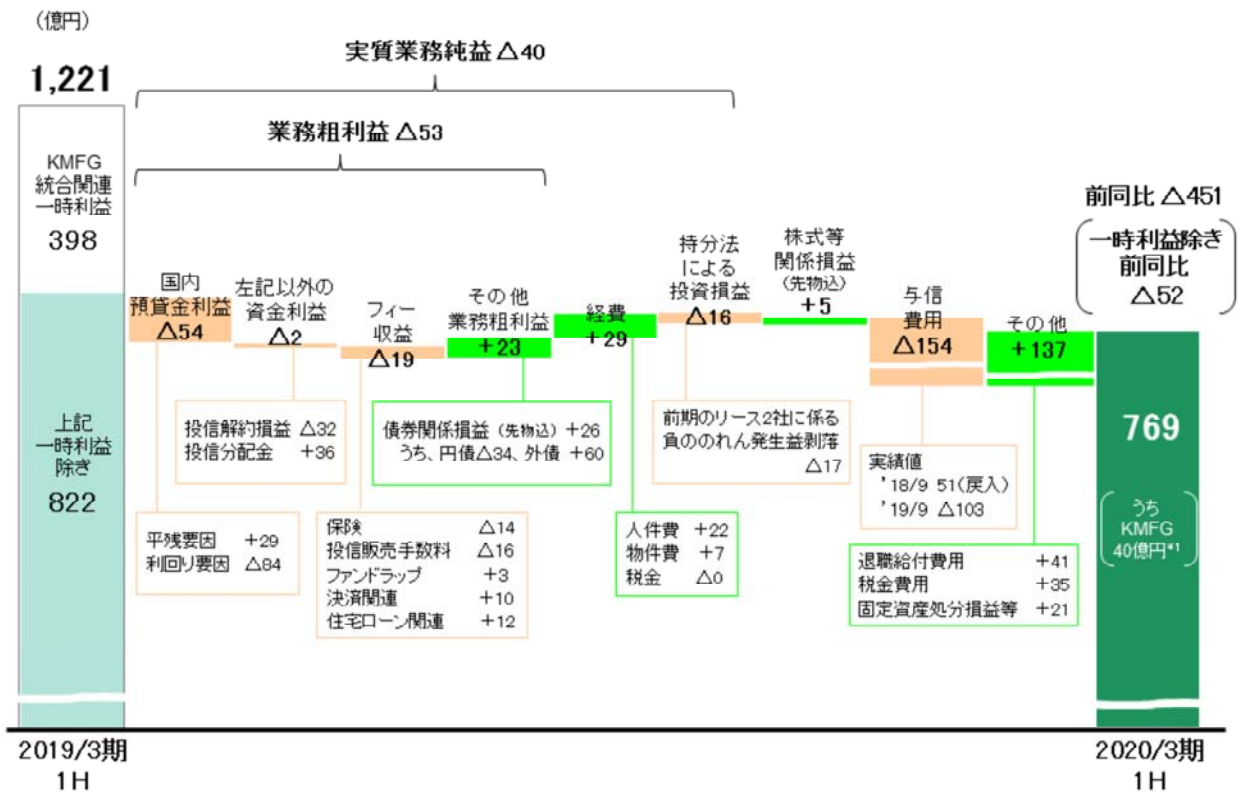 (億円)
1,221
KMFG
統合関連
一時利益
398
上記
一時利益
除き
822
実質業務純益 △40
業務粗利益 △53
国内
預貸金利益
△54
左記以外の
資金利益
△2
フィー
収益
△19
その他
業務粗利益
+23
経費
+29
持分法
による
投資損益
△16
株式等
関係損益
(先物込)
+5
与信
費用
△154
その他
+137
前同比 △451
一時利益除き
前同比
△52
投信解約損益 △32
投信分配金 +36
債券関係損益 (先物込) +26
うち、円債△34、外債 +60
前期のリース2社に係る
負ののれん発生益剥落
△17
実績値
'18/9 51(戻入)
'19/9 △103
平残要因 +29
利回り要因 △84
保険 △14
投信販売手数料 △16
ファンドラップ +3
決済関連 +10
住宅ローン関連 +12
人件費 +22
物件費 +7
税金 △0
退職給付費用 +41
税金費用 +35
固定資産処分損益等 +21
769
うち
KMFG
40億円*1
2019/3期
1H
2020/3期
1H